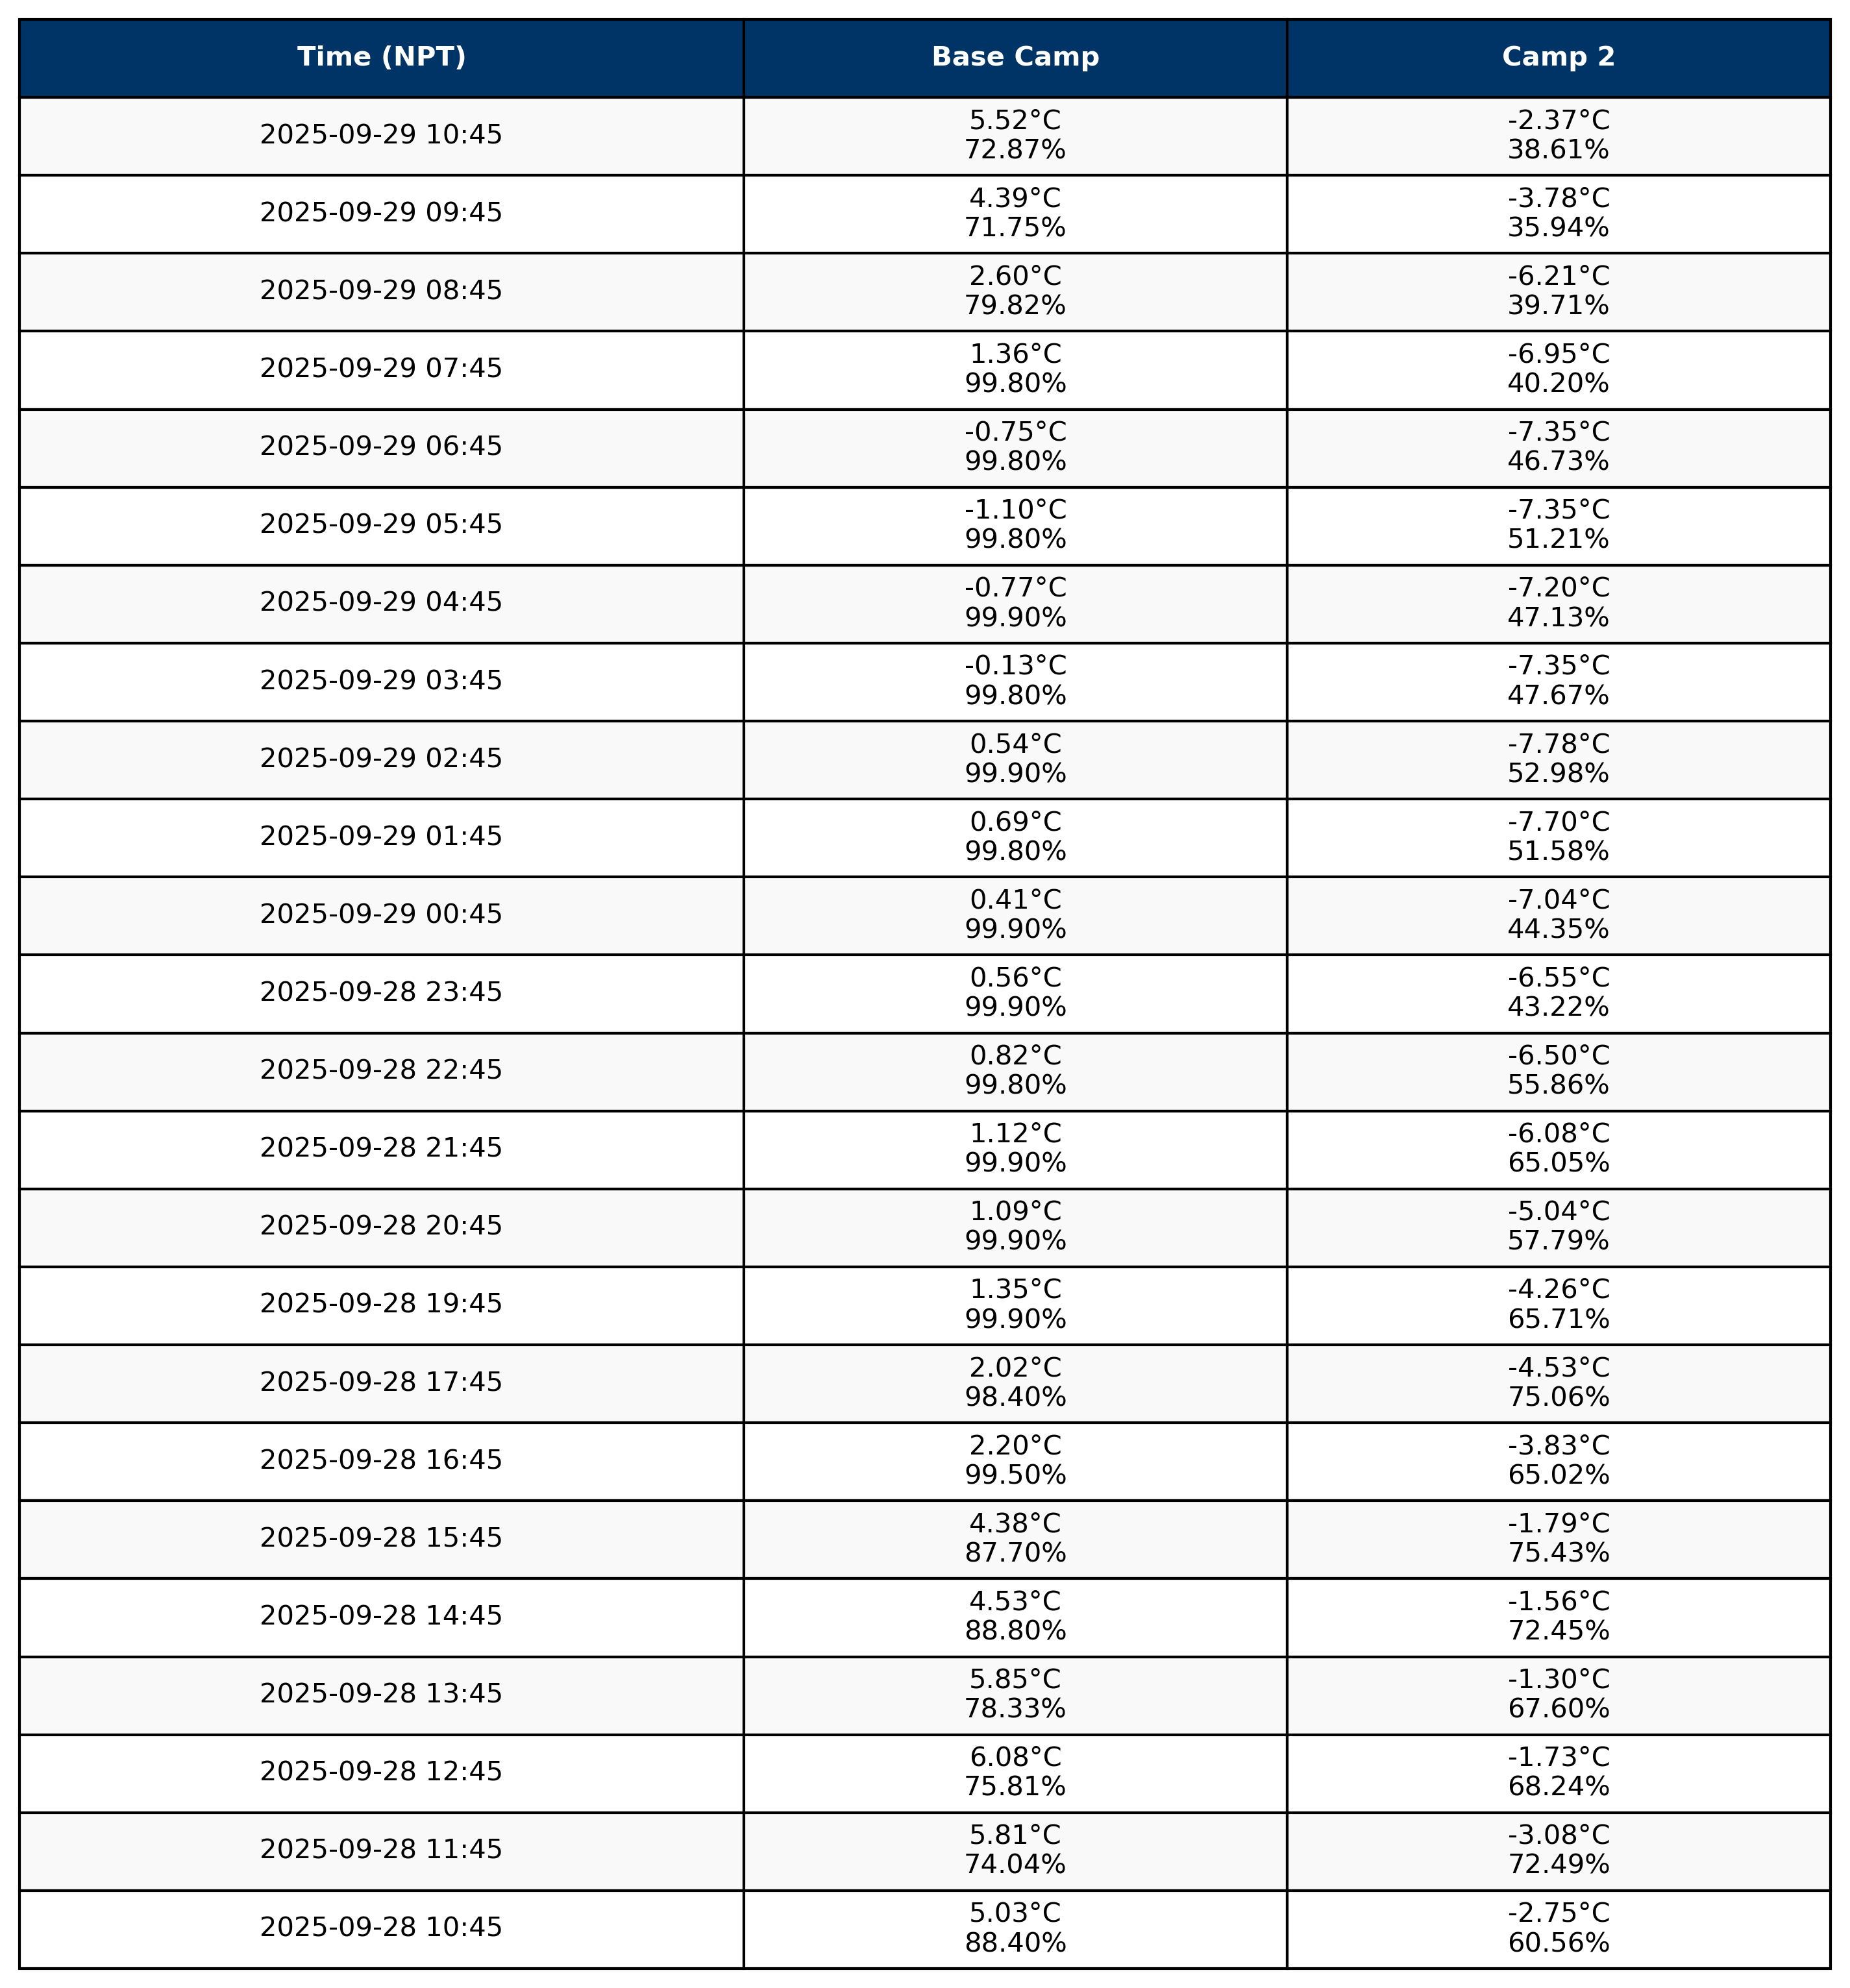 Time (NPT) Base Camp Camp 2
2025-09-29 10:45 5.52°C -2.37°C
72.87% 38.61%
2025-09-29 09:45 4.39°C -3.78°C
71.75% 35.94%
2025-09-29 08:45 2.60°C -6.21°C
79.82% 39.71%
2025-09-29 07:45 1.36°C -6.95°C
99.80% 40.20%
2025-09-29 06:45 -0.75°C -7.35°C
99.80% 46.73%
2025-09-29 05:45 -1.10°C -7.35°C
99.80% 51.21%
2025-09-29 04:45 -0.77°C -7.20°C
99.90% 47.13%
2025-09-29 03:45 -0.13°C -7.35°C
99.80% 47.67%
2025-09-29 02:45 0.54°C -7.78°C
99.90% 52.98%
2025-09-29 01:45 0.69°C -7.70°C
99.80% 51.58%
2025-09-29 00:45 0.41°C -7.04°C
99.90% 44.35%
2025-09-28 23:45 0.56°C -6.55°C
99.90% 43.22%
2025-09-28 22:45 0.82°C -6.50°C
99.80% 55.86%
2025-09-28 21:45 1.12°C -6.08°C
99.90% 65.05%
2025-09-28 20:45 1.09°C -5.04°C
99.90% 57.79%
2025-09-28 19:45 1.35°C -4.26°C
99.90% 65.71%
2025-09-28 17:45 2.02°C -4.53°C
98.40% 75.06%
2025-09-28 16:45 2.20°C -3.83°C
99.50% 65.02%
2025-09-28 15:45 4.38°C -1.79°C
87.70% 75.43%
2025-09-28 14:45 4.53°C -1.56°C
88.80% 72.45%
2025-09-28 13:45 5.85°C -1.30°C
78.33% 67.60%
2025-09-28 12:45 6.08°C -1.73°C
75.81% 68.24%
2025-09-28 11:45 5.81°C -3.08°C
74.04% 72.49%
2025-09-28 10:45 5.03°C -2.75°C
88.40% 60.56%